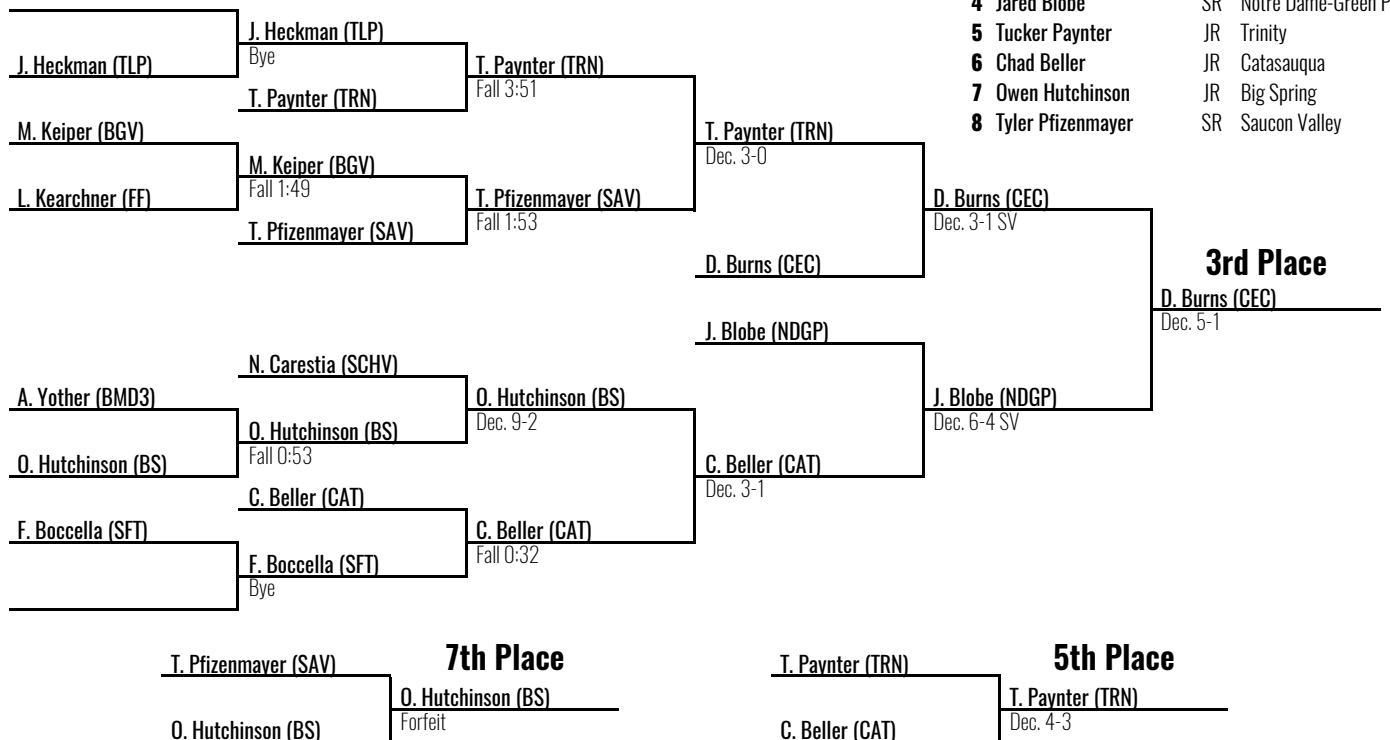 4 Jared Blobe SR Notre Dame-Green P
J. Heckman (TLP)
Bye
5 Tucker Paynter JR Trinity
J. Heckman (TLP)
T. Paynter (TRN)
Fall 3:51
6 Chad Beller JR Catasauqua
T. Paynter (TRN)
7 Owen Hutchinson JR Big Spring
M. Keiper (BGV)
T. Paynter (TRN)
Dec. 3-0
8 Tyler Pfizenmayer SR Saucon Valley
M. Keiper (BGV)
Fall 1:49
L. Kearchner (FF)
T. Pfizenmayer (SAV)
Fall 1:53
D. Burns (CEC)
Dec. 3-1 SV
T. Pfizenmayer (SAV)
D. Burns (CEC)
3rd Place
D. Burns (CEC)
Dec. 5-1
J. Blobe (NDGP)
N. Carestia (SCHV)
A. Yother (BMD3)
O. Hutchinson (BS)
Dec. 9-2
J. Blobe (NDGP)
Dec. 6-4 SV
O. Hutchinson (BS)
Fall 0:53
O. Hutchinson (BS)
C. Beller (CAT)
Dec. 3-1
C. Beller (CAT)
F. Boccella (SFT)
C. Beller (CAT)
Fall 0:32
F. Boccella (SFT)
Bye
T. Pfizenmayer (SAV)
7th Place
O. Hutchinson (BS)
Forfeit
O. Hutchinson (BS)
T. Paynter (TRN)
5th Place
T. Paynter (TRN)
Dec. 4-3
C. Beller (CAT)